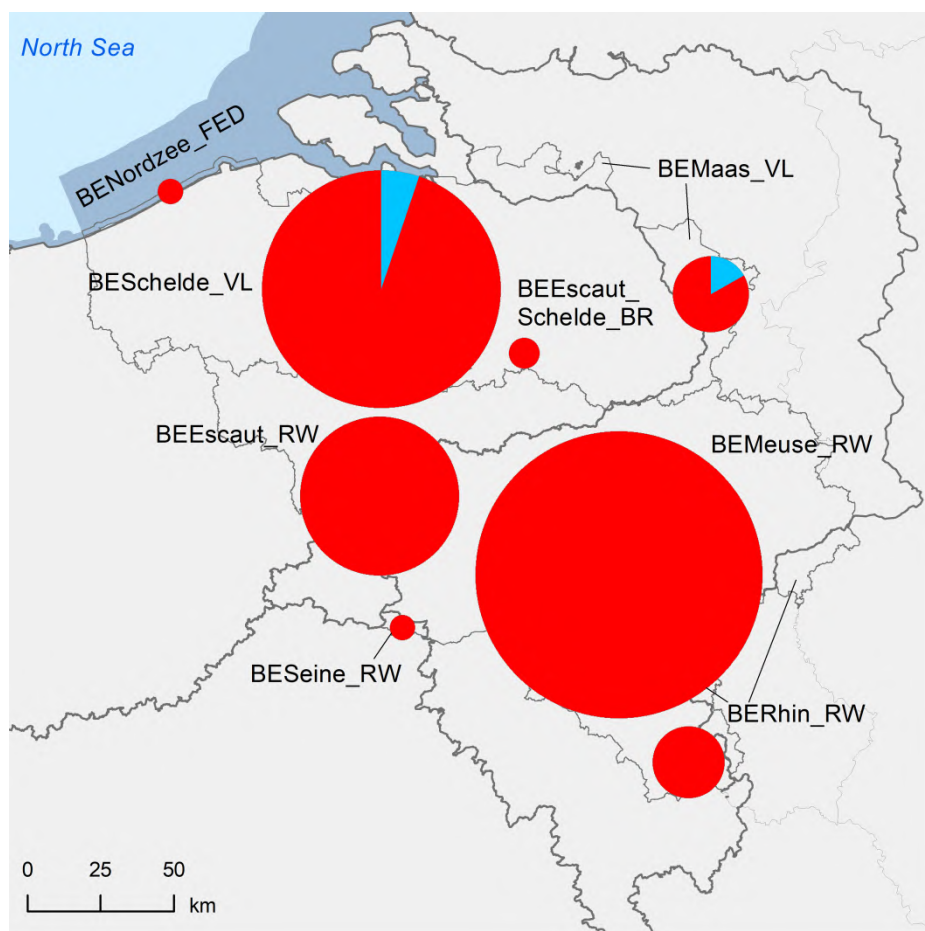 North Sea
BENordzee_FED
BEMaas_VL
BESchelde_VL
BEEscaut_
Schelde_BR
BEEscaut_RW
BEMeuse_RW
BESeine_RW
BERhin_RW
0 25 50
km